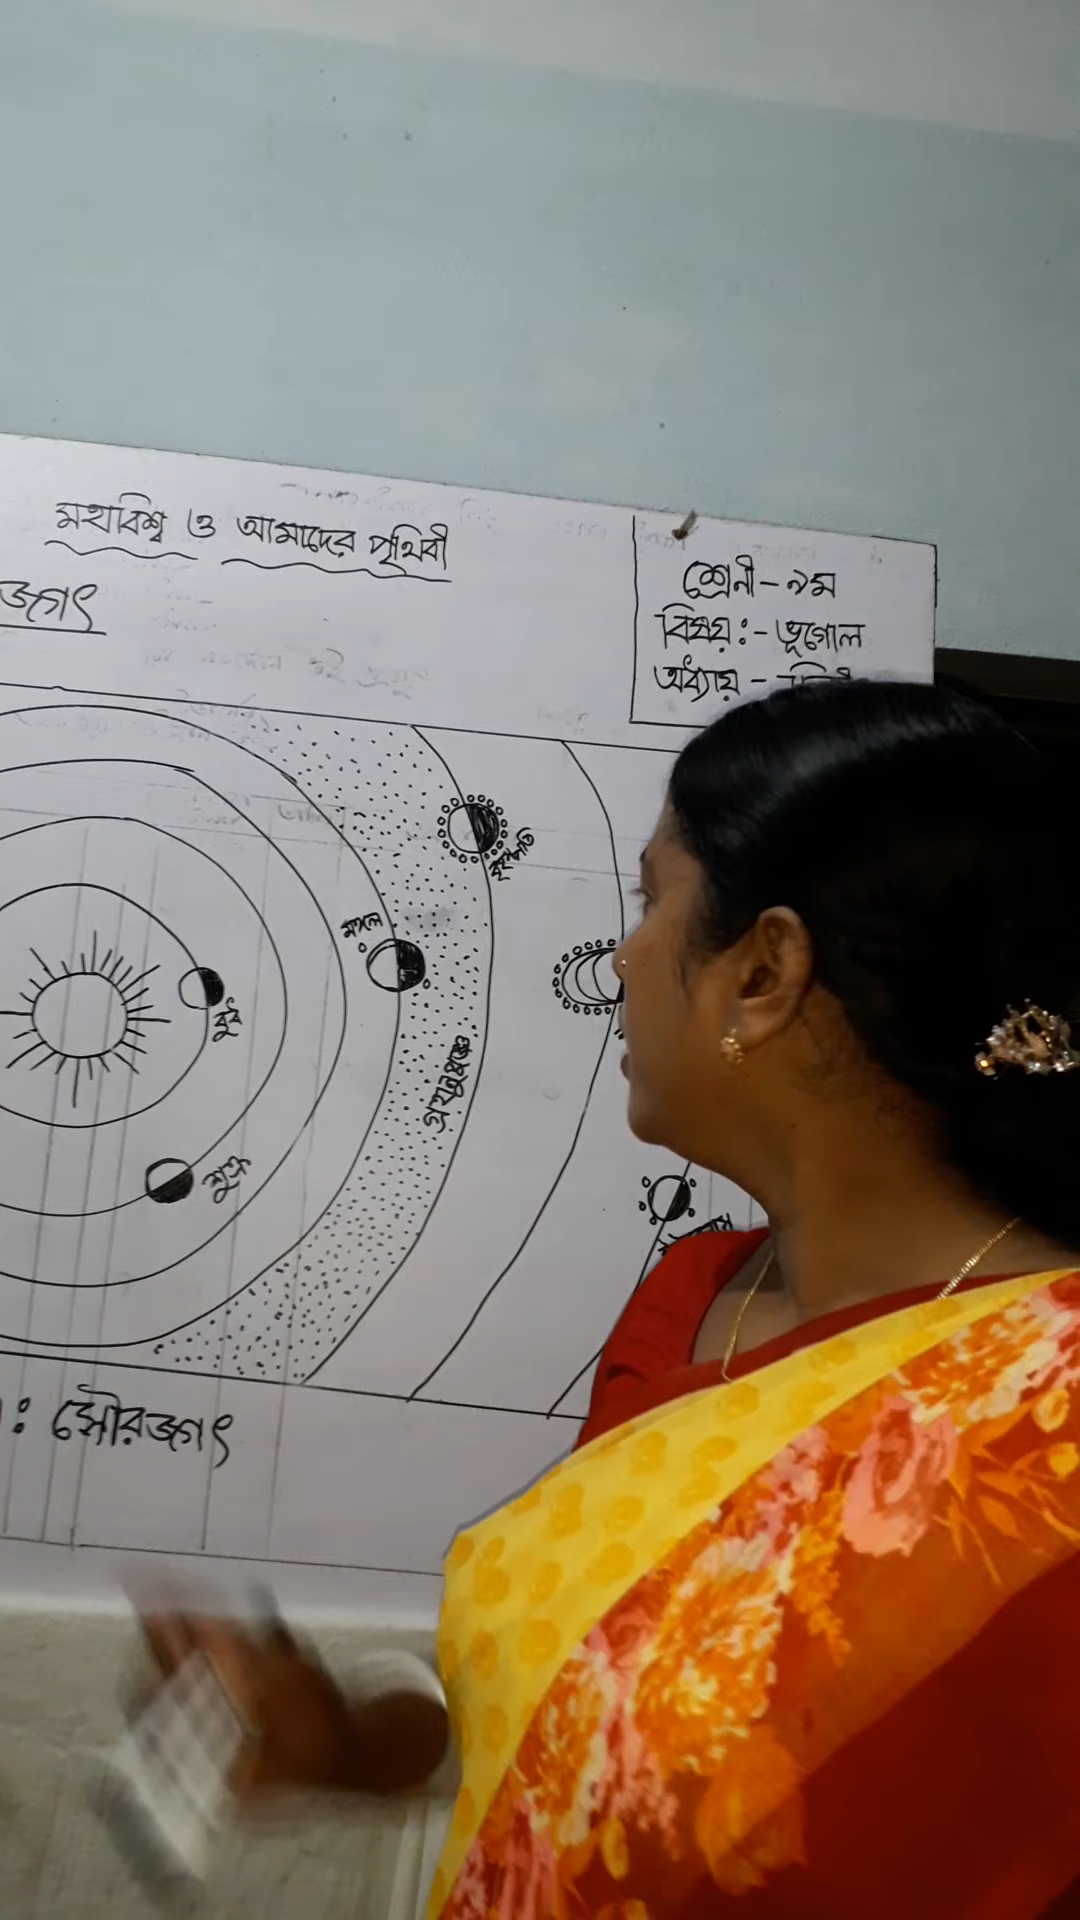 মহাবিশ্ব ও আমাদের পৃথিবী
জগৎ
শ্রেনী - ৯ম
বিষয় :- ভূগোল
অধ্যায় -
বৃহস্পতি
মঙ্গল
বুধ
গ্রহানুপুঞ্জ
শুক্র
: সৌরজগৎ